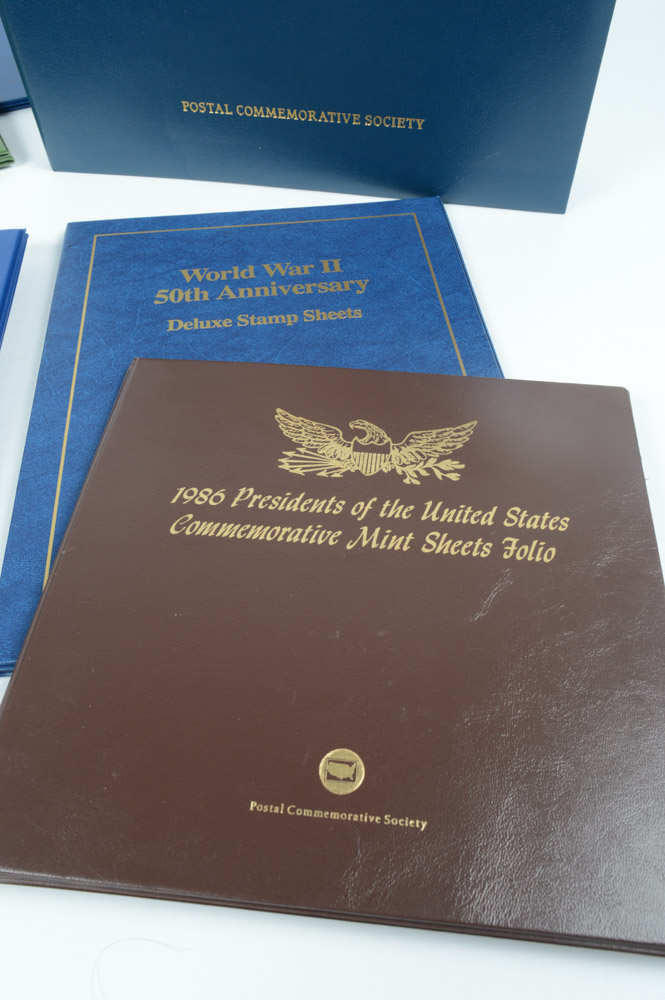 POSTAL COMMEMORATIVE SOCIETY
World War II
50th Anniversary
Deluxe Stamp Sheets
1986 Presidents of the United States
Commemorative Mint Sheets Folio
Postal Commemorative Society